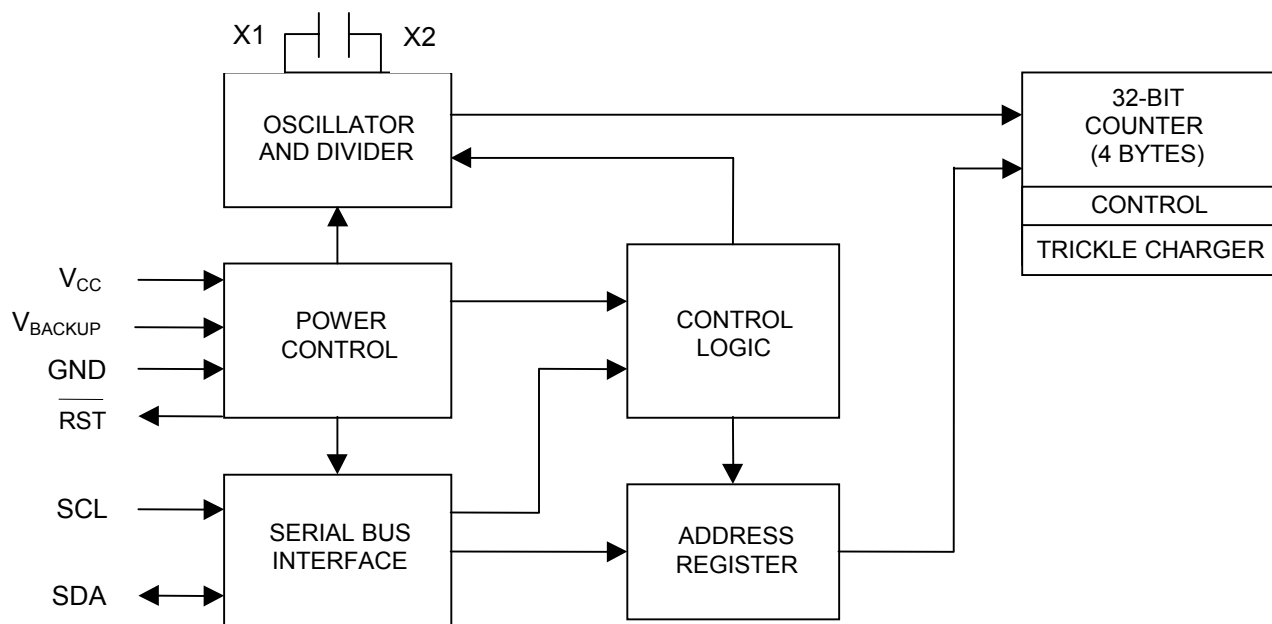 X1
X2
OSCILLATOR
AND DIVIDER
32-BIT
COUNTER
(4 BYTES)
CONTROL
TRICKLE CHARGER
VCC
VBACKUP
GND
RST
POWER
CONTROL
CONTROL
LOGIC
SCL
SDA
SERIAL BUS
INTERFACE
ADDRESS
REGISTER